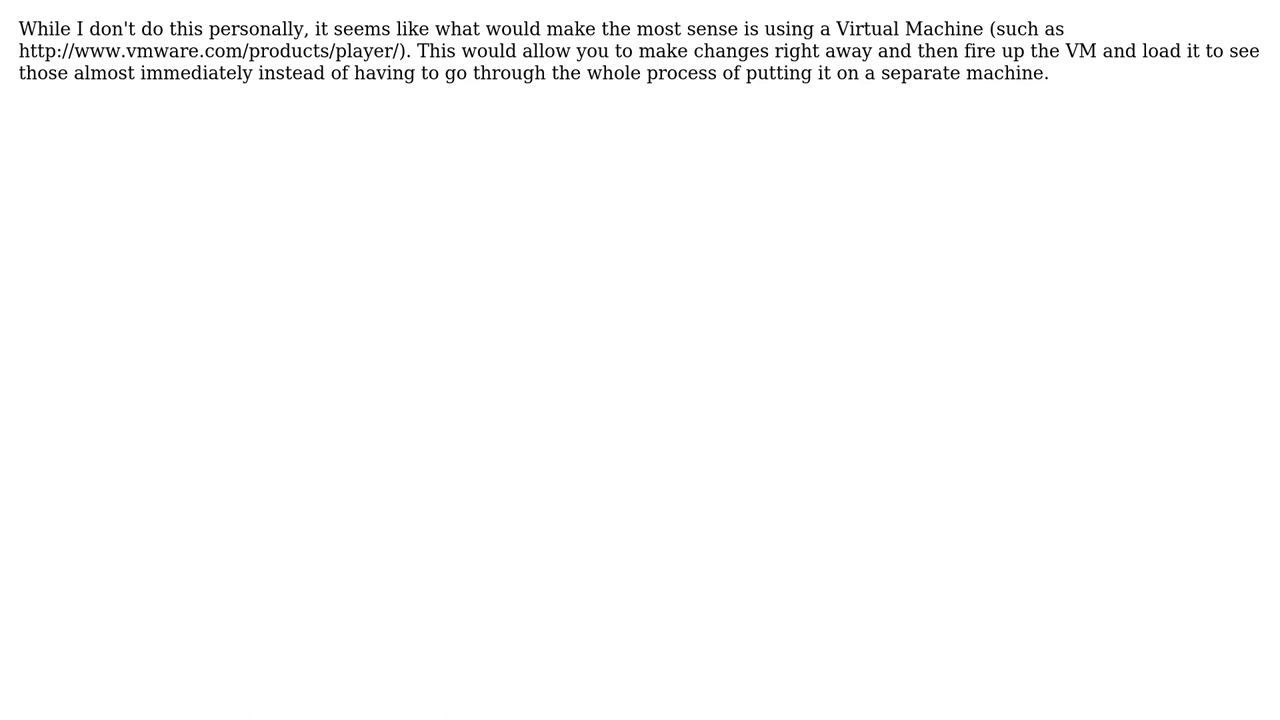 While I don't do this personally, it seems like what would make the most sense is using a Virtual Machine (such as
http://www.vmware.com/products/player/). This would allow you to make changes right away and then fire up the VM and load it to see
those almost immediately instead of having to go through the whole process of putting it on a separate machine.